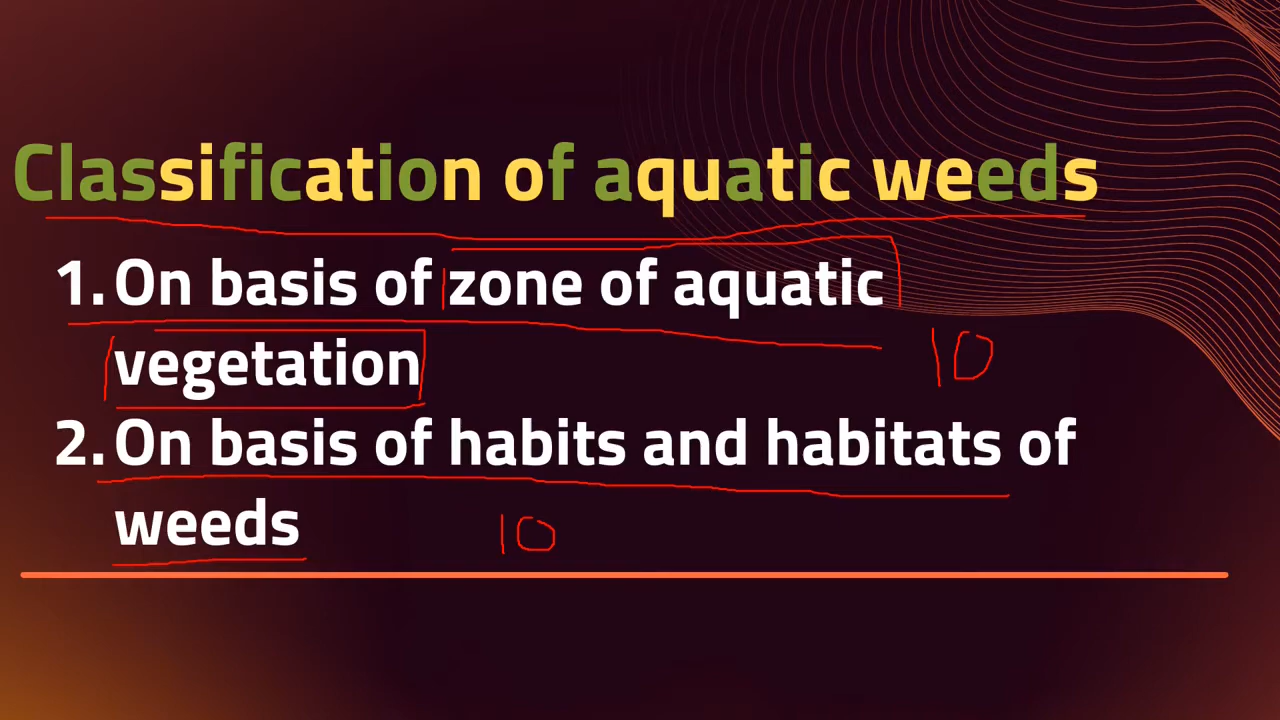 Classification of aquatic weeds
1. On basis of zone of aquatic
vegetation
10
2. On basis of habits and habitats of
weeds
10